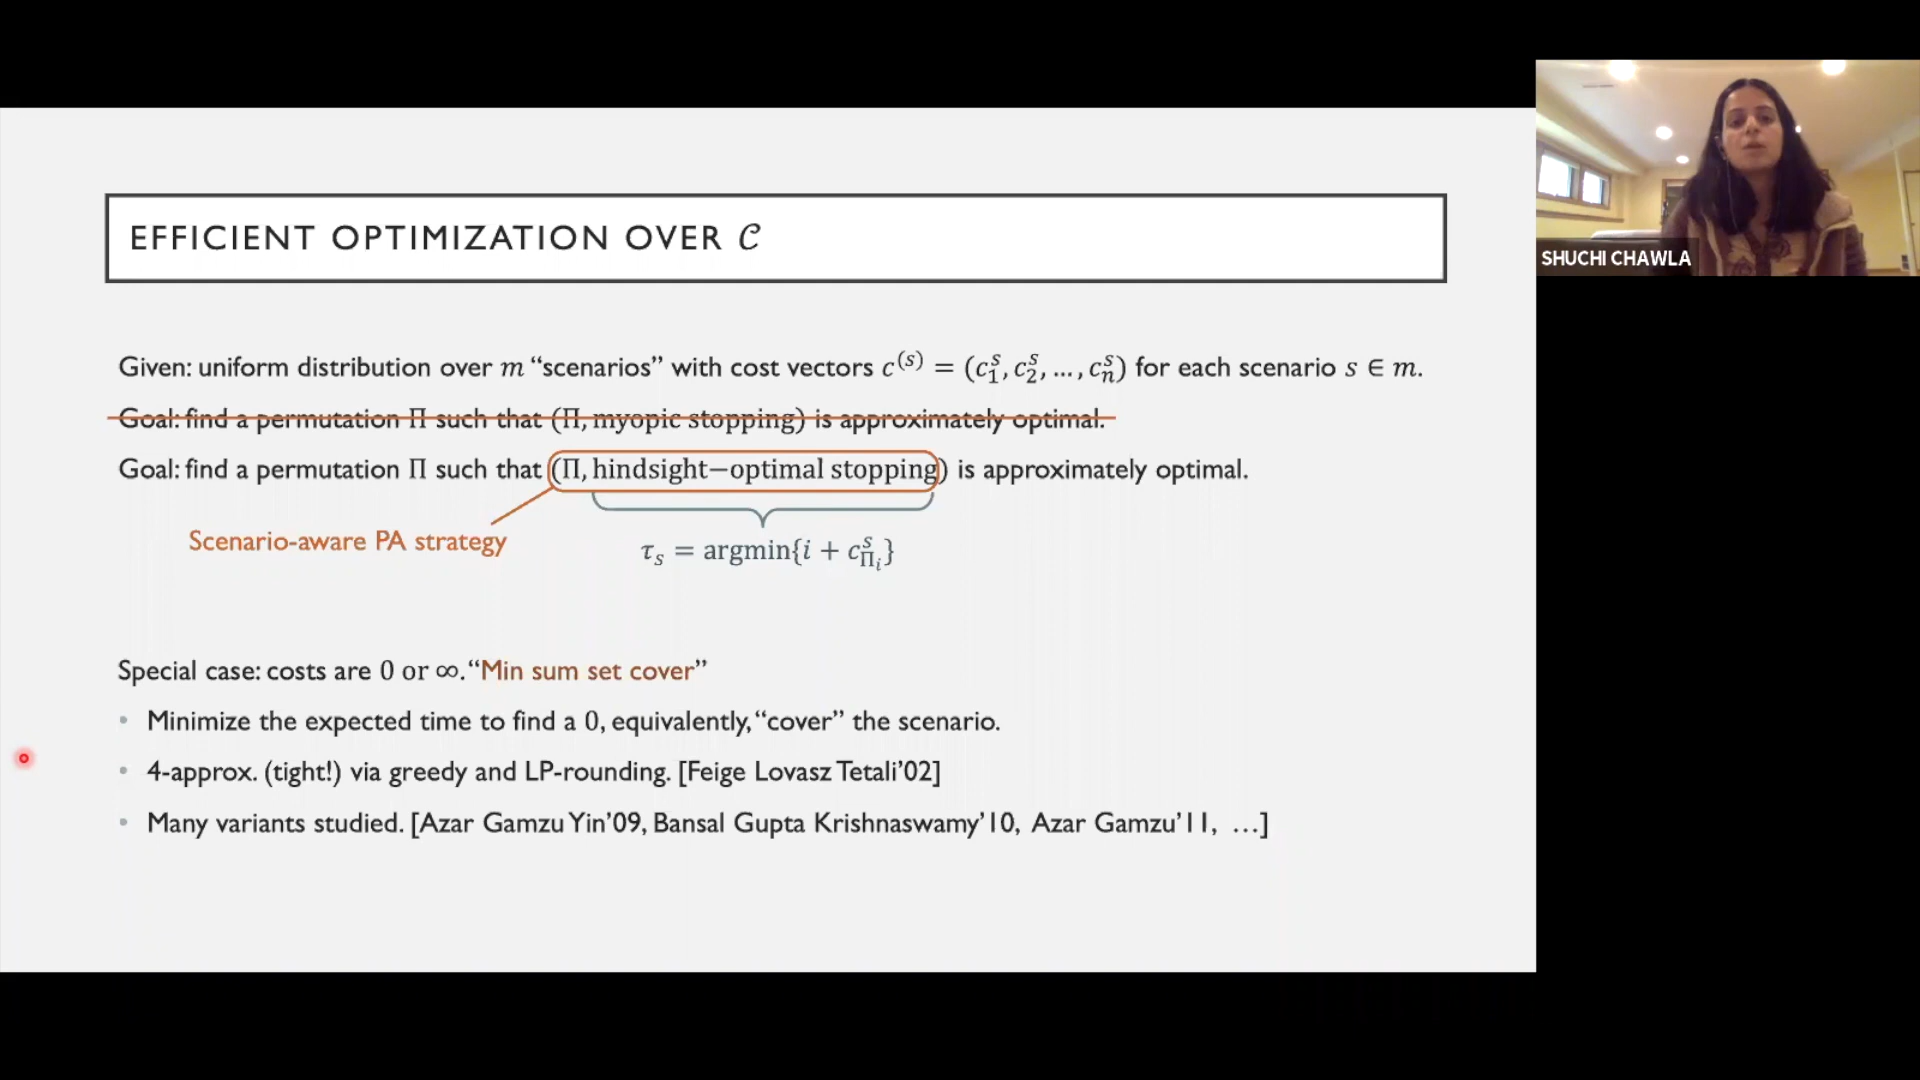 EFFICIENT OPTIMIZATION OVER 𝒞
SHUCHI CHAWLA
Given: uniform distribution over m “scenarios” with cost vectors c^(s) = (c_1^s, c_2^s, …, c_n^s) for each scenario s ∈ m.
Goal: find a permutation Π such that (Π, myopic stopping) is approximately optimal.
Goal: find a permutation Π such that (Π, hindsight−optimal stopping) is approximately optimal.
Scenario-aware PA strategy
τ_s = argmin{i + c_{Π_i}^s}
Special case: costs are 0 or ∞. “Min sum set cover”
• Minimize the expected time to find a 0, equivalently, “cover” the scenario.
• 4-approx. (tight!) via greedy and LP-rounding. [Feige Lovasz Tetali’02]
• Many variants studied. [Azar Gamzu Yin’09, Bansal Gupta Krishnaswamy’10, Azar Gamzu’11, …]